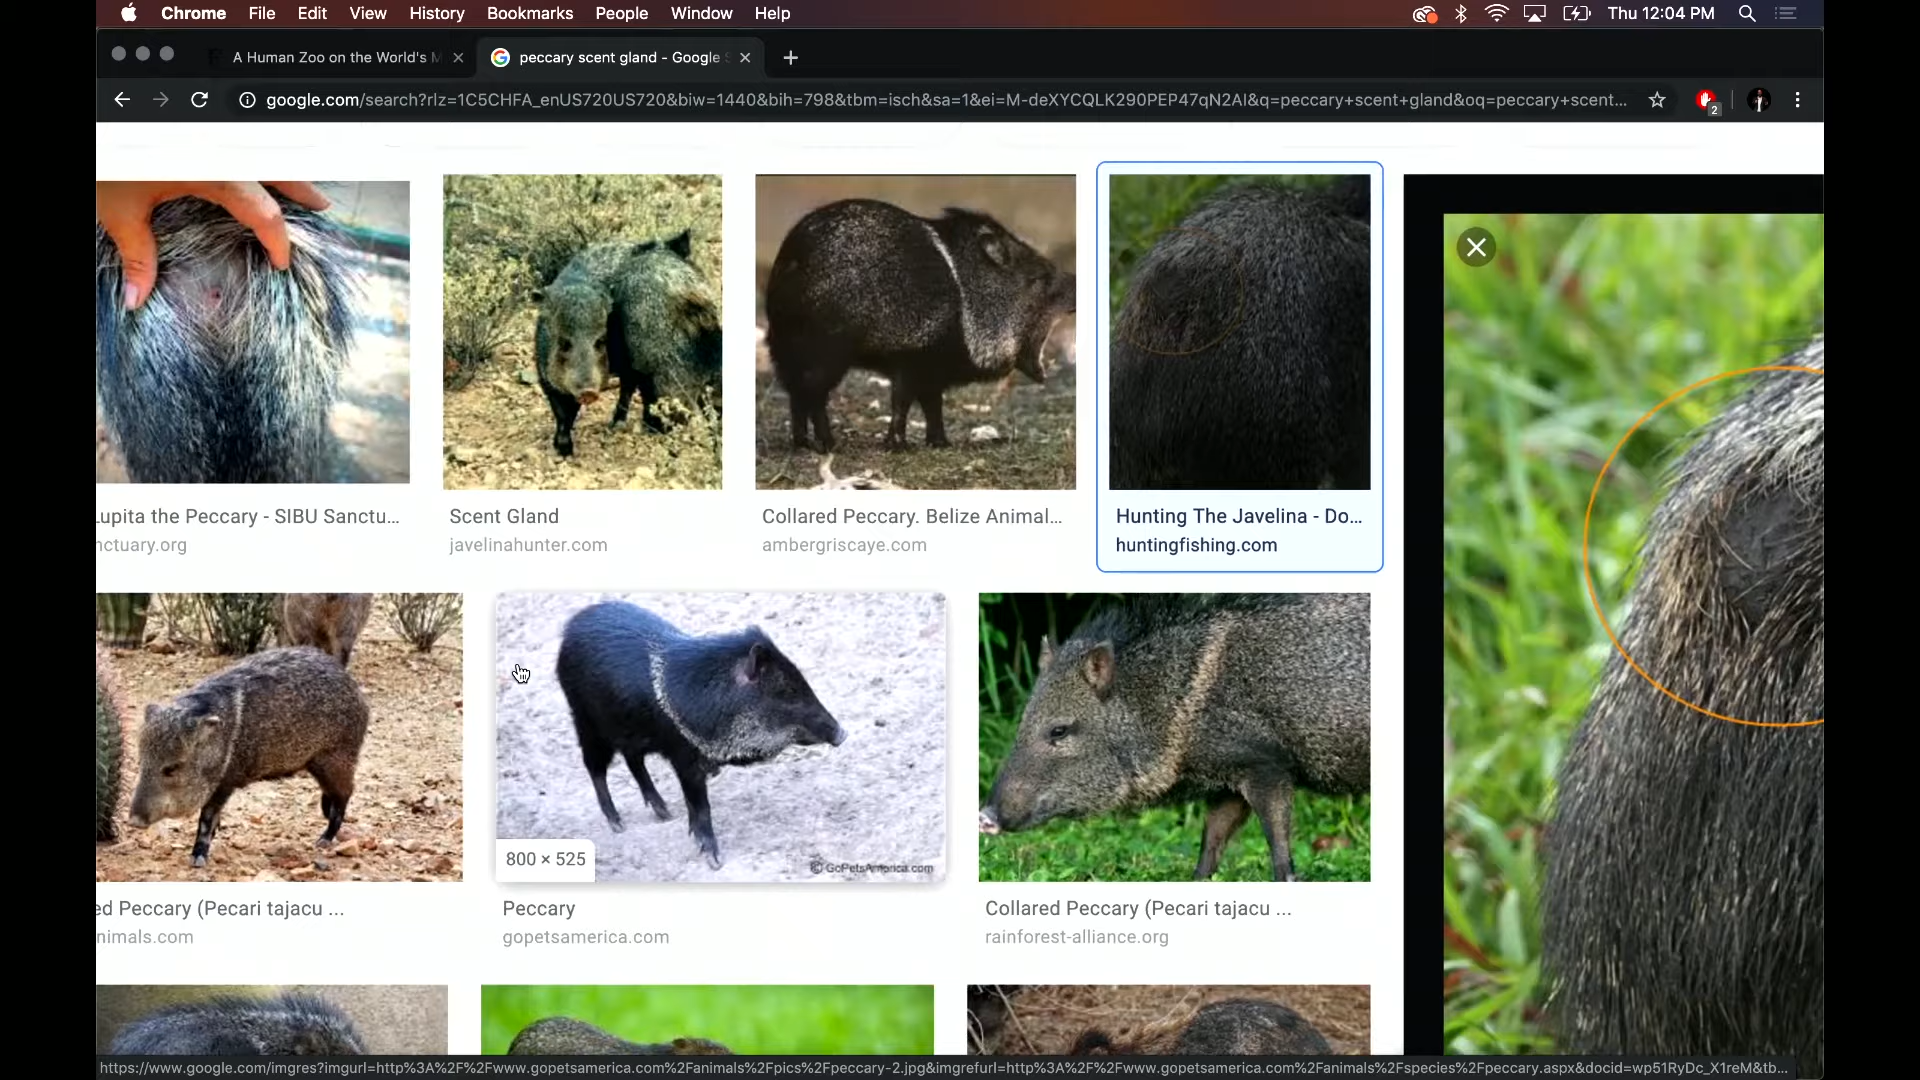 Chrome File Edit View History Bookmarks People Window Help Thu 12:04 PM
A Human Zoo on the World's M
peccary scent gland - Google S
google.com/search?rlz=1C5CHFA_enUS720US720&biw=1440&bih=798&tbm=isch&sa=1&ei=M-deXYCQLK290PEP47qN2AI&q=peccary+scent+gland&oq=peccary+scent...
2
Lupita the Peccary - SIBU Sanctu...
nctuary.org
Scent Gland
javelinahunter.com
Collared Peccary. Belize Animal...
ambergriscaye.com
Hunting The Javelina - Do...
huntingfishing.com
800 × 525
© GoPetsAmerica.com
ed Peccary (Pecari tajacu ...
nimals.com
Peccary
gopetsamerica.com
Collared Peccary (Pecari tajacu ...
rainforest-alliance.org
https://www.google.com/imgres?imgurl=http%3A%2F%2Fwww.gopetsamerica.com%2Fanimals%2Fpics%2Fpeccary-2.jpg&imgrefurl=http%3A%2F%2Fwww.gopetsamerica.com%2Fanimals%2Fspecies%2Fpeccary.aspx&docid=wp51RyDc_X1reM&tb...